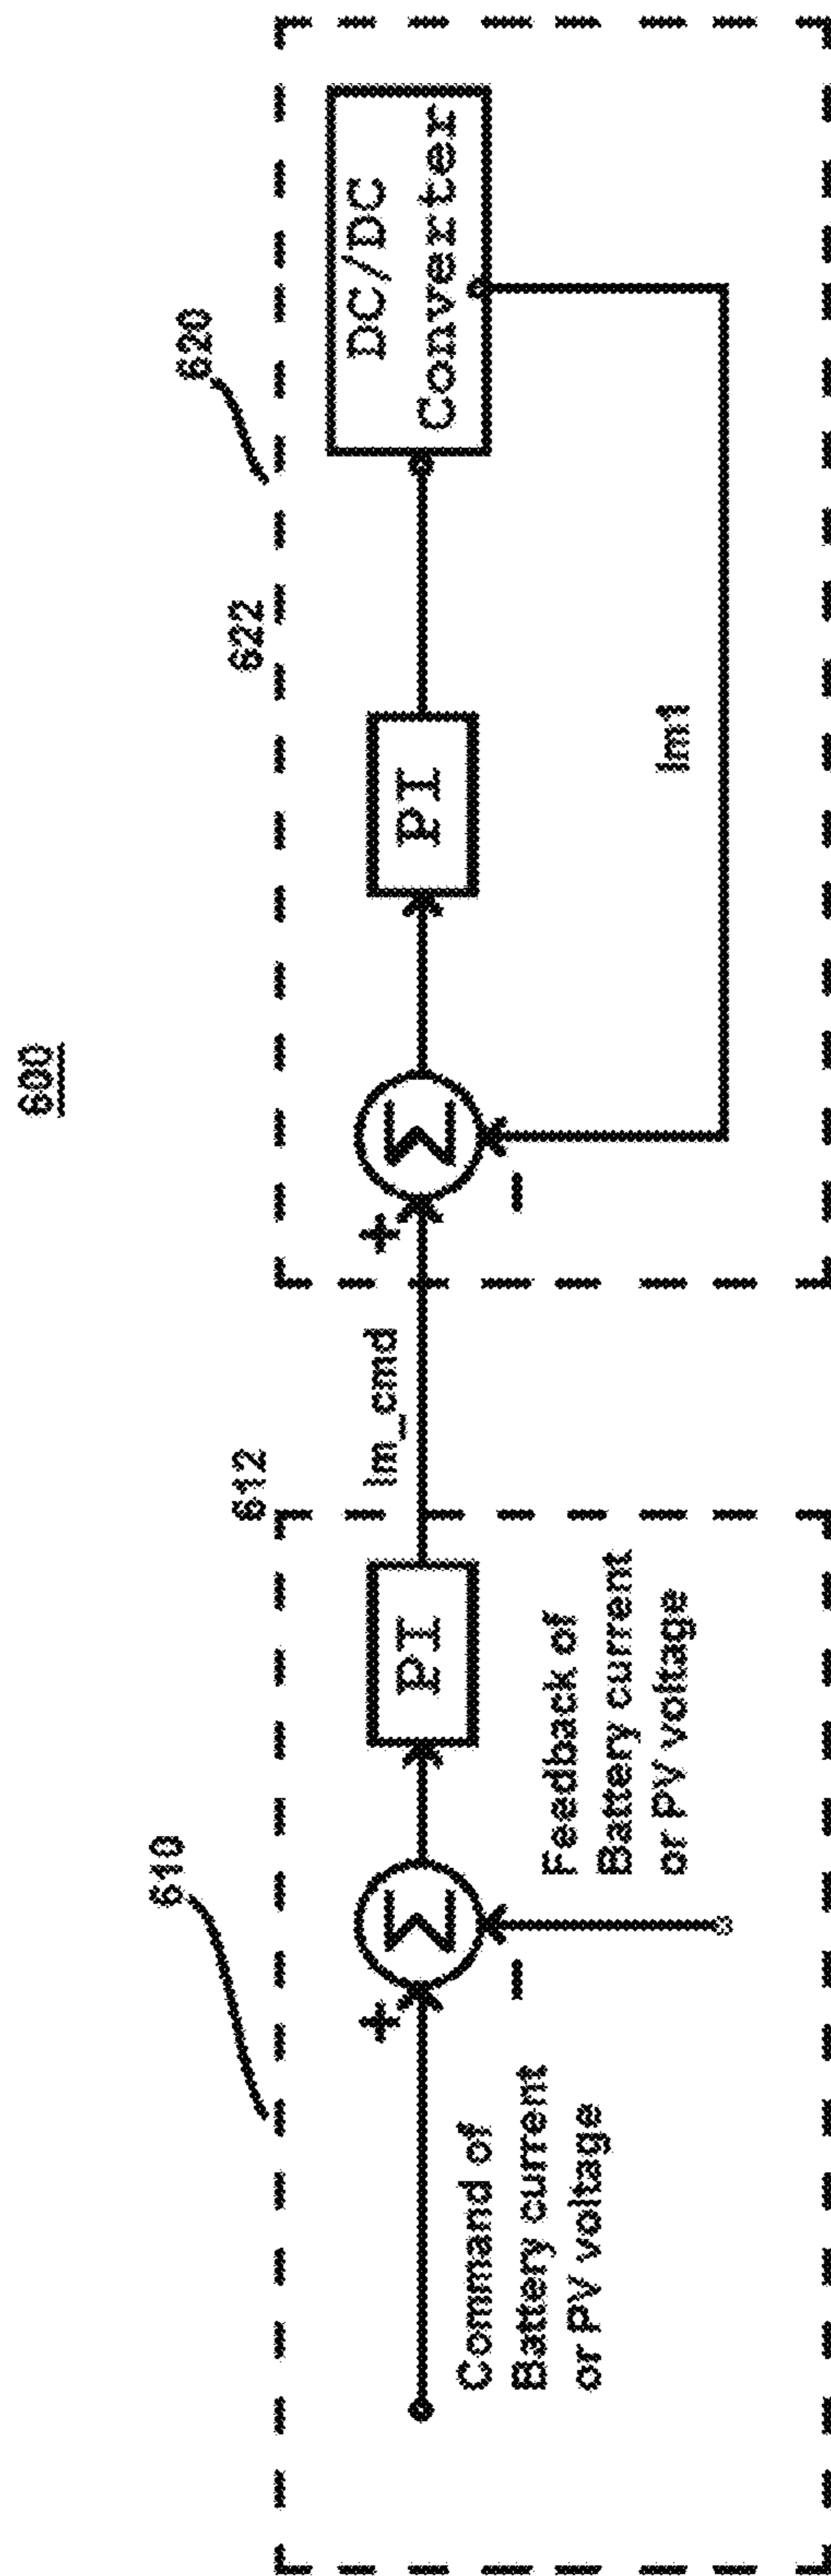 600
610
612
622
620
Command of
Battery current
or PV voltage
+
−
Σ
Feedback of
Battery current
or PV voltage
PI
Im_cmd
+
−
Σ
PI
Im1
DC/DC
Converter